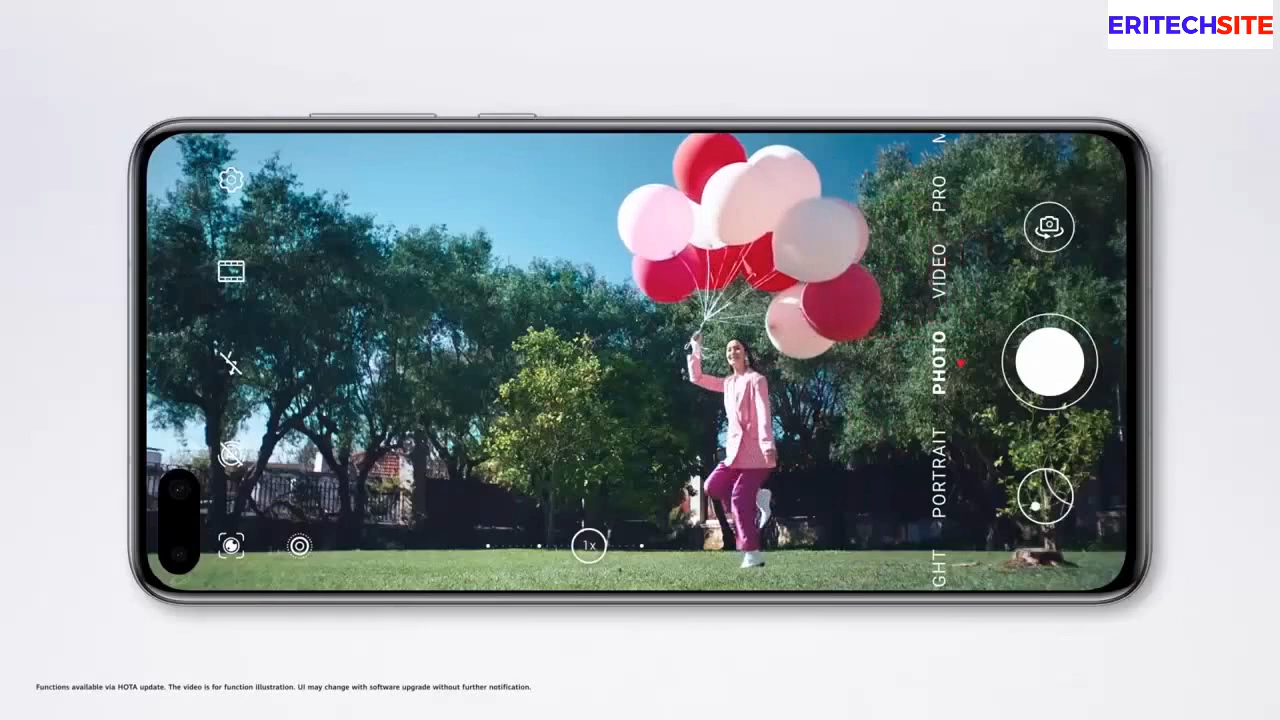 ERITECHSITE
PRO
VIDEO
PHOTO
PORTRAIT
GHT
1x
Functions available via HOTA update. The video is for function illustration. UI may change with software upgrade without further notification.